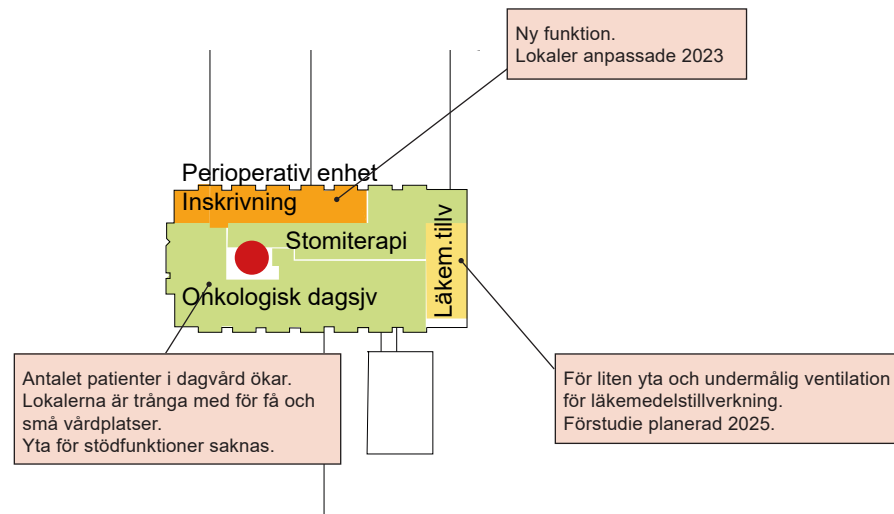 Ny funktion.
Lokaler anpassade 2023
Perioperativ enhet
Inskrivning
Stomiterapi
Läkem.tillv
Onkologisk dagsjv
Antalet patienter i dagvård ökar.
Lokalerna är trånga med för få och
små vårdplatser.
Yta för stödfunktioner saknas.
För liten yta och undermålig ventilation
för läkemedelstillverkning.
Förstudie planerad 2025.